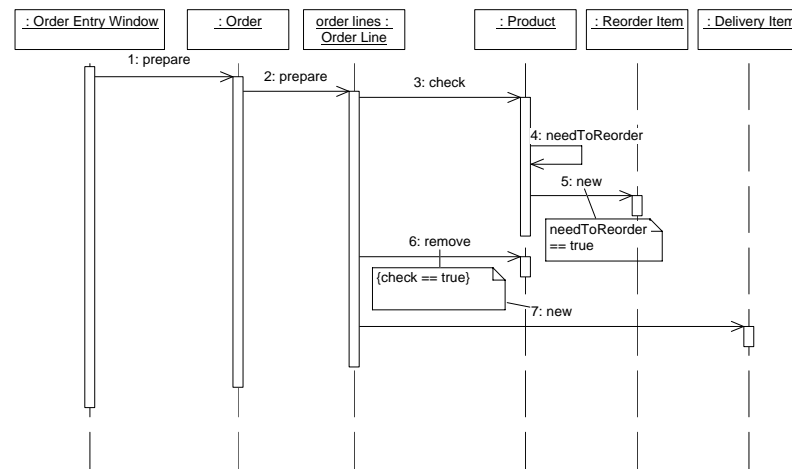 : Order Entry Window
: Order
order lines :
Order Line
: Product
: Reorder Item
: Delivery Item
1: prepare
2: prepare
3: check
4: needToReorder
5: new
needToReorder
== true
6: remove
{check == true}
7: new